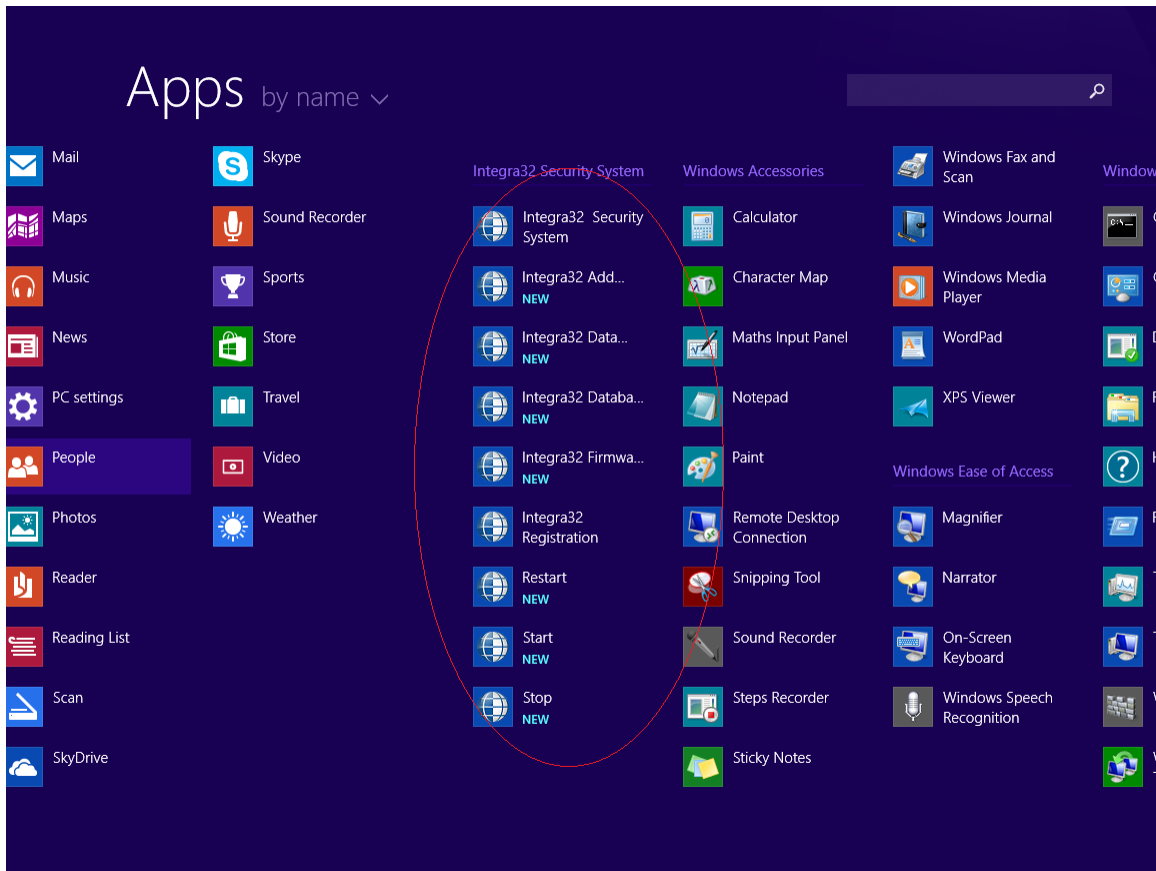 Apps by name
Mail
Maps
Music
News
PC settings
People
Photos
Reader
Reading List
Scan
SkyDrive
Skype
Sound Recorder
Sports
Store
Travel
Video
Weather
Integra32 Security System
Integra32 Security
System
Integra32 Add...
NEW
Integra32 Data...
NEW
Integra32 Databa...
NEW
Integra32 Firmwa...
NEW
Integra32
Registration
Restart
NEW
Start
NEW
Stop
NEW
Windows Accessories
Calculator
Character Map
Maths Input Panel
Notepad
Paint
Remote Desktop
Connection
Snipping Tool
Sound Recorder
Steps Recorder
Sticky Notes
Windows Fax and
Scan
Windows Journal
Windows Media
Player
WordPad
XPS Viewer
Windows Ease of Access
Magnifier
Narrator
On-Screen
Keyboard
Windows Speech
Recognition